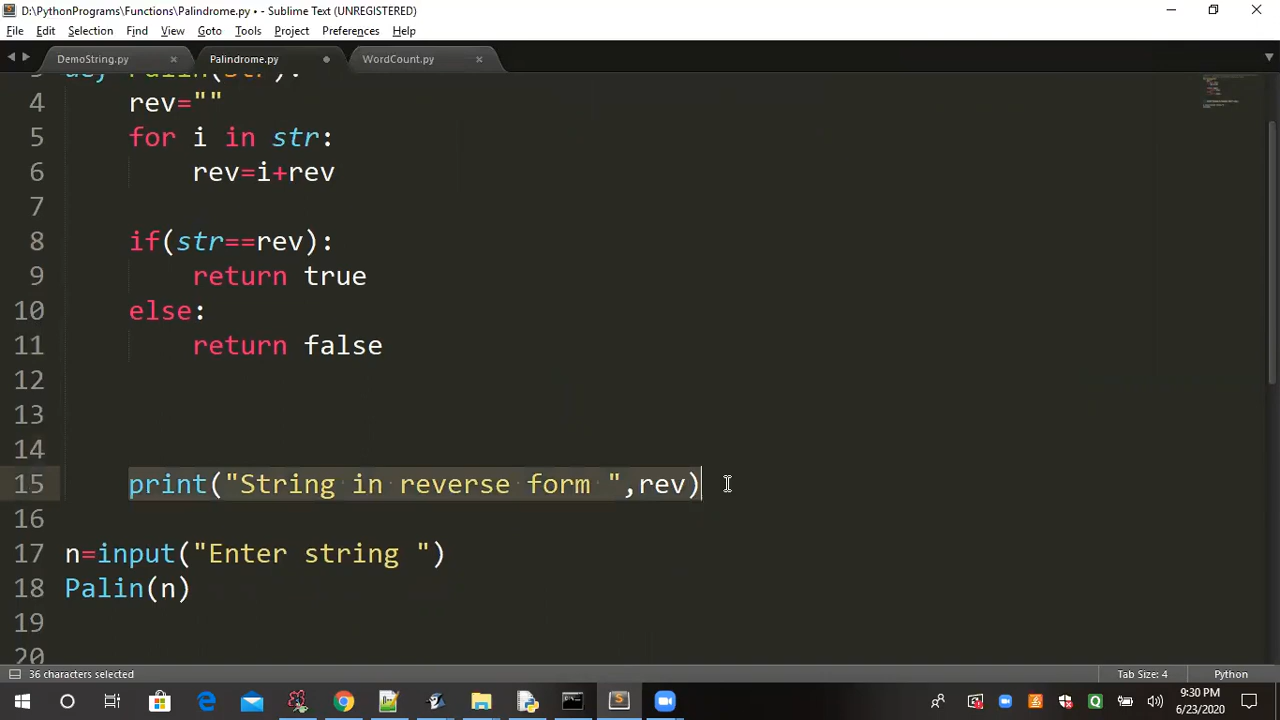 D:\PythonPrograms\Functions\Palindrome.py • - Sublime Text (UNREGISTERED)
File Edit Selection Find View Goto Tools Project Preferences Help
DemoString.py Palindrome.py WordCount.py
3 def Palin(str):
4 rev=""
5 for i in str:
6 rev=i+rev
7
8 if(str==rev):
9 return true
10 else:
11 return false
12
13
14
15 print("String in reverse form ",rev)
16
17 n=input("Enter string ")
18 Palin(n)
19
20
36 characters selected Tab Size: 4 Python
9:30 PM
6/23/2020